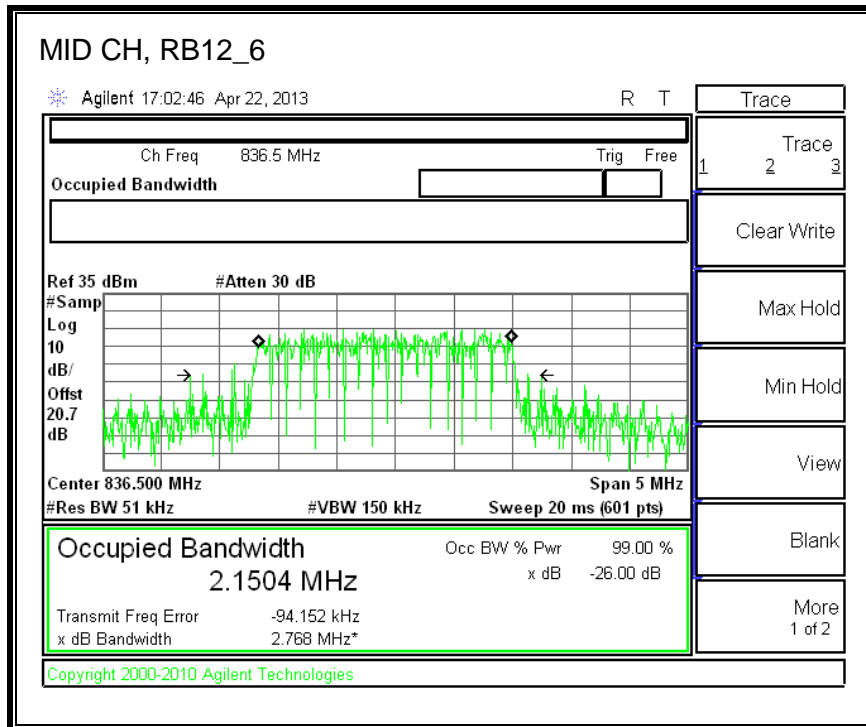 MID CH, RB12_6
Agilent 17:02:46 Apr 22, 2013 R T
Trace
Ch Freq 836.5 MHz Trig Free
Occupied Bandwidth
Trace
1 2 3
Clear Write
Max Hold
Min Hold
View
Blank
More
1 of 2
Ref 35 dBm #Atten 30 dB
#Samp
Log
10
dB/
Offst
20.7
dB
Center 836.500 MHz Span 5 MHz
#Res BW 51 kHz #VBW 150 kHz Sweep 20 ms (601 pts)
Occupied Bandwidth Occ BW % Pwr 99.00 %
2.1504 MHz x dB -26.00 dB
Transmit Freq Error -94.152 kHz
x dB Bandwidth 2.768 MHz*
Copyright 2000-2010 Agilent Technologies